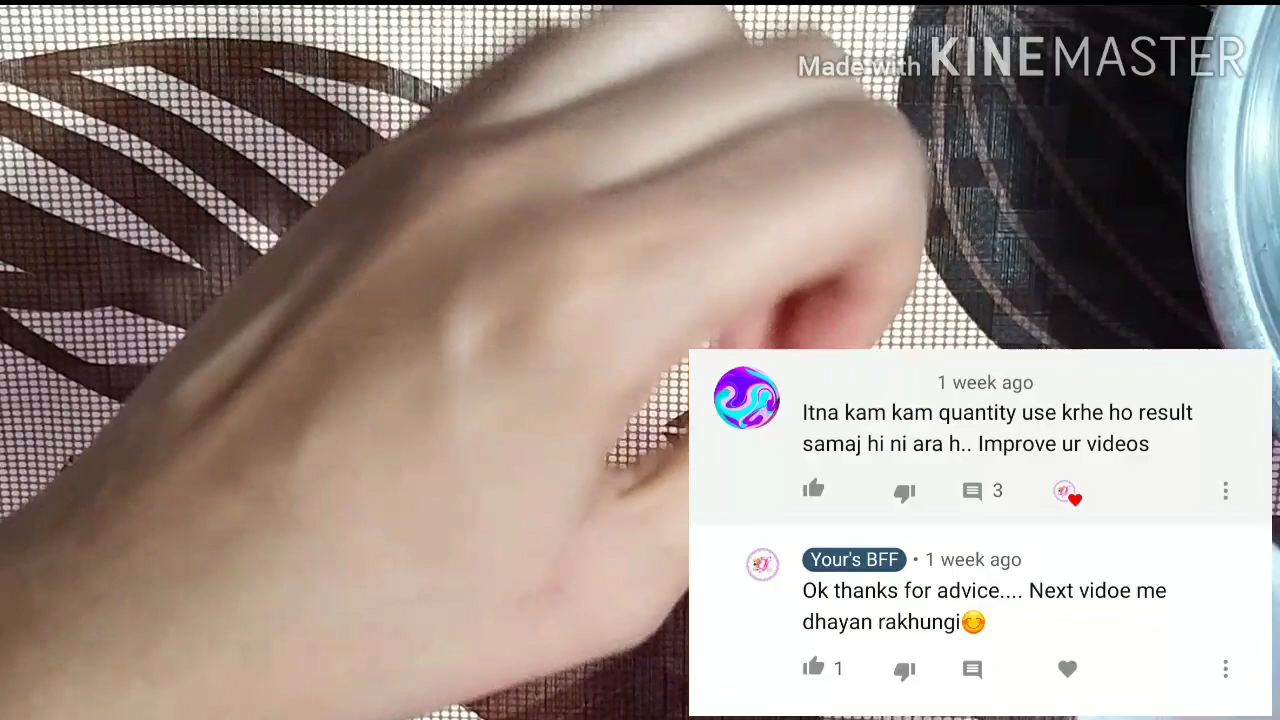 Made with KINEMASTER
1 week ago
Itna kam kam quantity use krhe ho result
samaj hi ni ara h.. Improve ur videos
3
Your's BFF • 1 week ago
Ok thanks for advice.... Next vidoe me
dhayan rakhungi😊
1